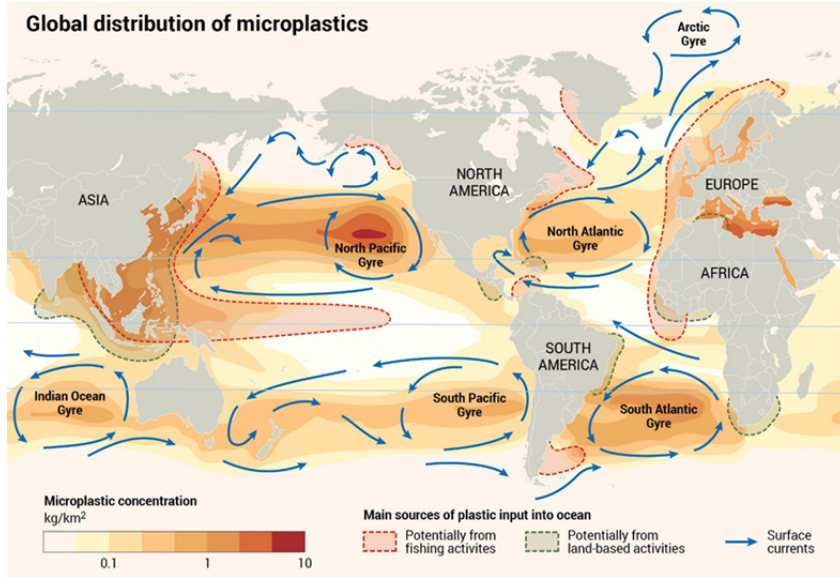 Global distribution of microplastics
Arctic
Gyre
ASIA
NORTH
AMERICA
EUROPE
North Pacific
Gyre
North Atlantic
Gyre
AFRICA
SOUTH
AMERICA
Indian Ocean
Gyre
South Pacific
Gyre
South Atlantic
Gyre
Microplastic concentration
kg/km²
0.1 1 10
Main sources of plastic input into ocean
Potentially from
fishing activites
Potentially from
land-based activities
Surface
currents